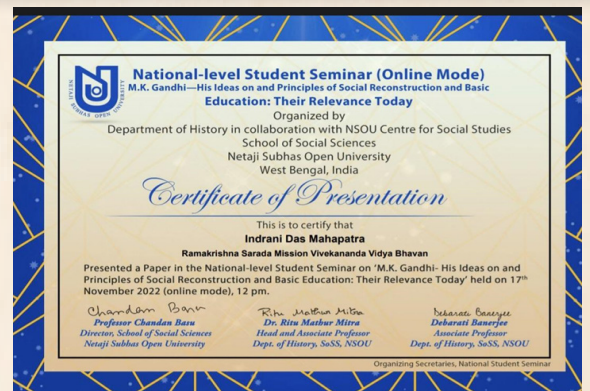 NETAJI SUBHAS OPEN UNIVERSITY
National-level Student Seminar (Online Mode)
M.K. Gandhi—His Ideas on and Principles of Social Reconstruction and Basic
Education: Their Relevance Today
Organized by
Department of History in collaboration with NSOU Centre for Social Studies
School of Social Sciences
Netaji Subhas Open University
West Bengal, India
Certificate of Presentation
This is to certify that
Indrani Das Mahapatra
Ramakrishna Sarada Mission Vivekananda Vidya Bhavan
Presented a Paper in the National-level Student Seminar on ‘M.K. Gandhi- His Ideas on and
Principles of Social Reconstruction and Basic Education: Their Relevance Today’ held on 17th
November 2022 (online mode), 12 pm.
Chandan Basu
Professor Chandan Basu
Director, School of Social Sciences
Netaji Subhas Open University
Ritu Mathur Mitra
Dr. Ritu Mathur Mitra
Head and Associate Professor
Dept. of History, SoSS, NSOU
Debarati Banerjee
Debarati Banerjee
Associate Professor
Dept. of History, SoSS, NSOU
Organizing Secretaries, National Student Seminar